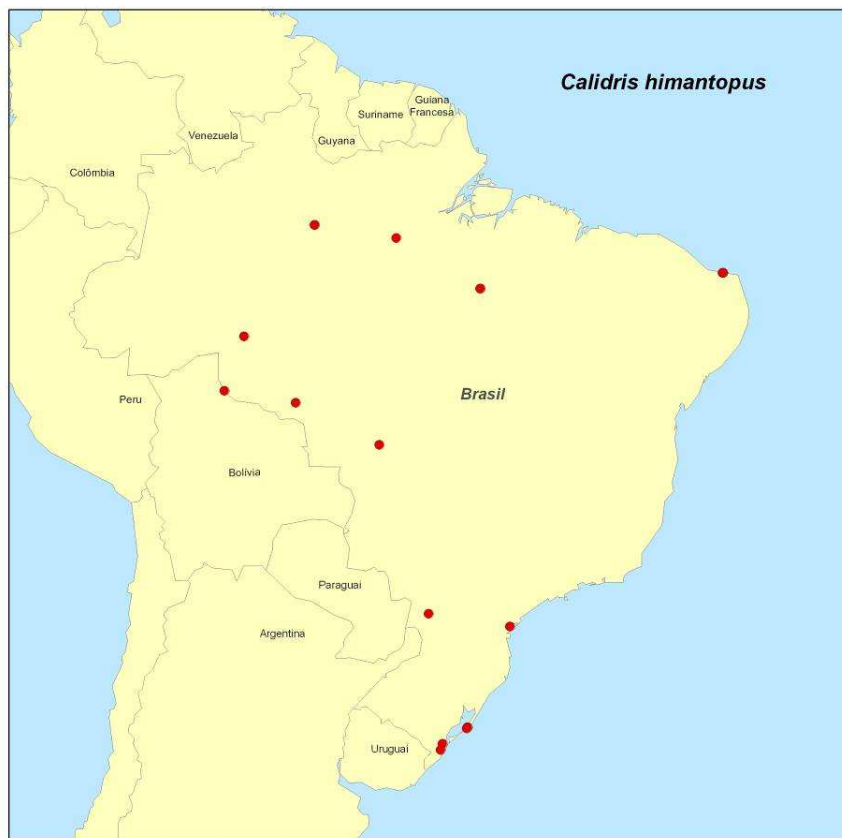 Calidris himantopus
Guiana
Francesa
Suriname
Venezuela
Guyana
Colômbia
Brasil
Peru
Bolívia
Paraguai
Argentina
Uruguai